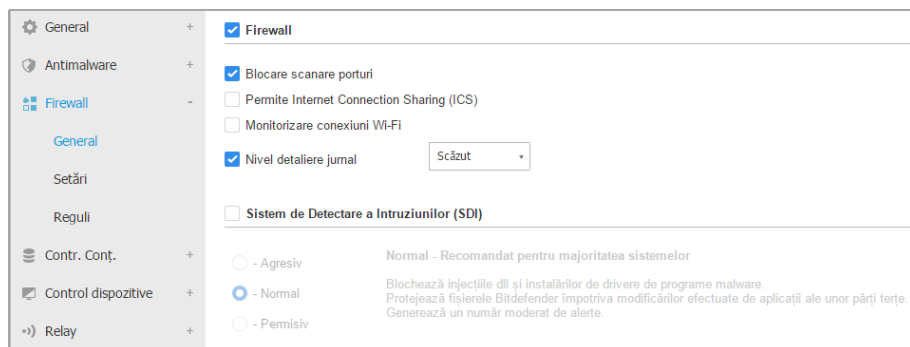 General +
Antimalware +
Firewall -
General
Setări
Reguli
Contr. Conț. +
Control dispozitive +
Relay +
Firewall
Blocare scanare porturi
Permite Internet Connection Sharing (ICS)
Monitorizare conexiuni Wi-Fi
Nivel detaliere jurnal Scăzut
Sistem de Detectare a Intruziunilor (SDI)
- Agresiv
- Normal
- Permisiv
Normal - Recomandat pentru majoritatea sistemelor
Blochează injecțiile dll și instalărilor de drivere de programe malware.
Protejează fișierele Bitdefender împotriva modificărilor efectuate de aplicații ale unor părți terțe.
Generează un număr moderat de alerte.